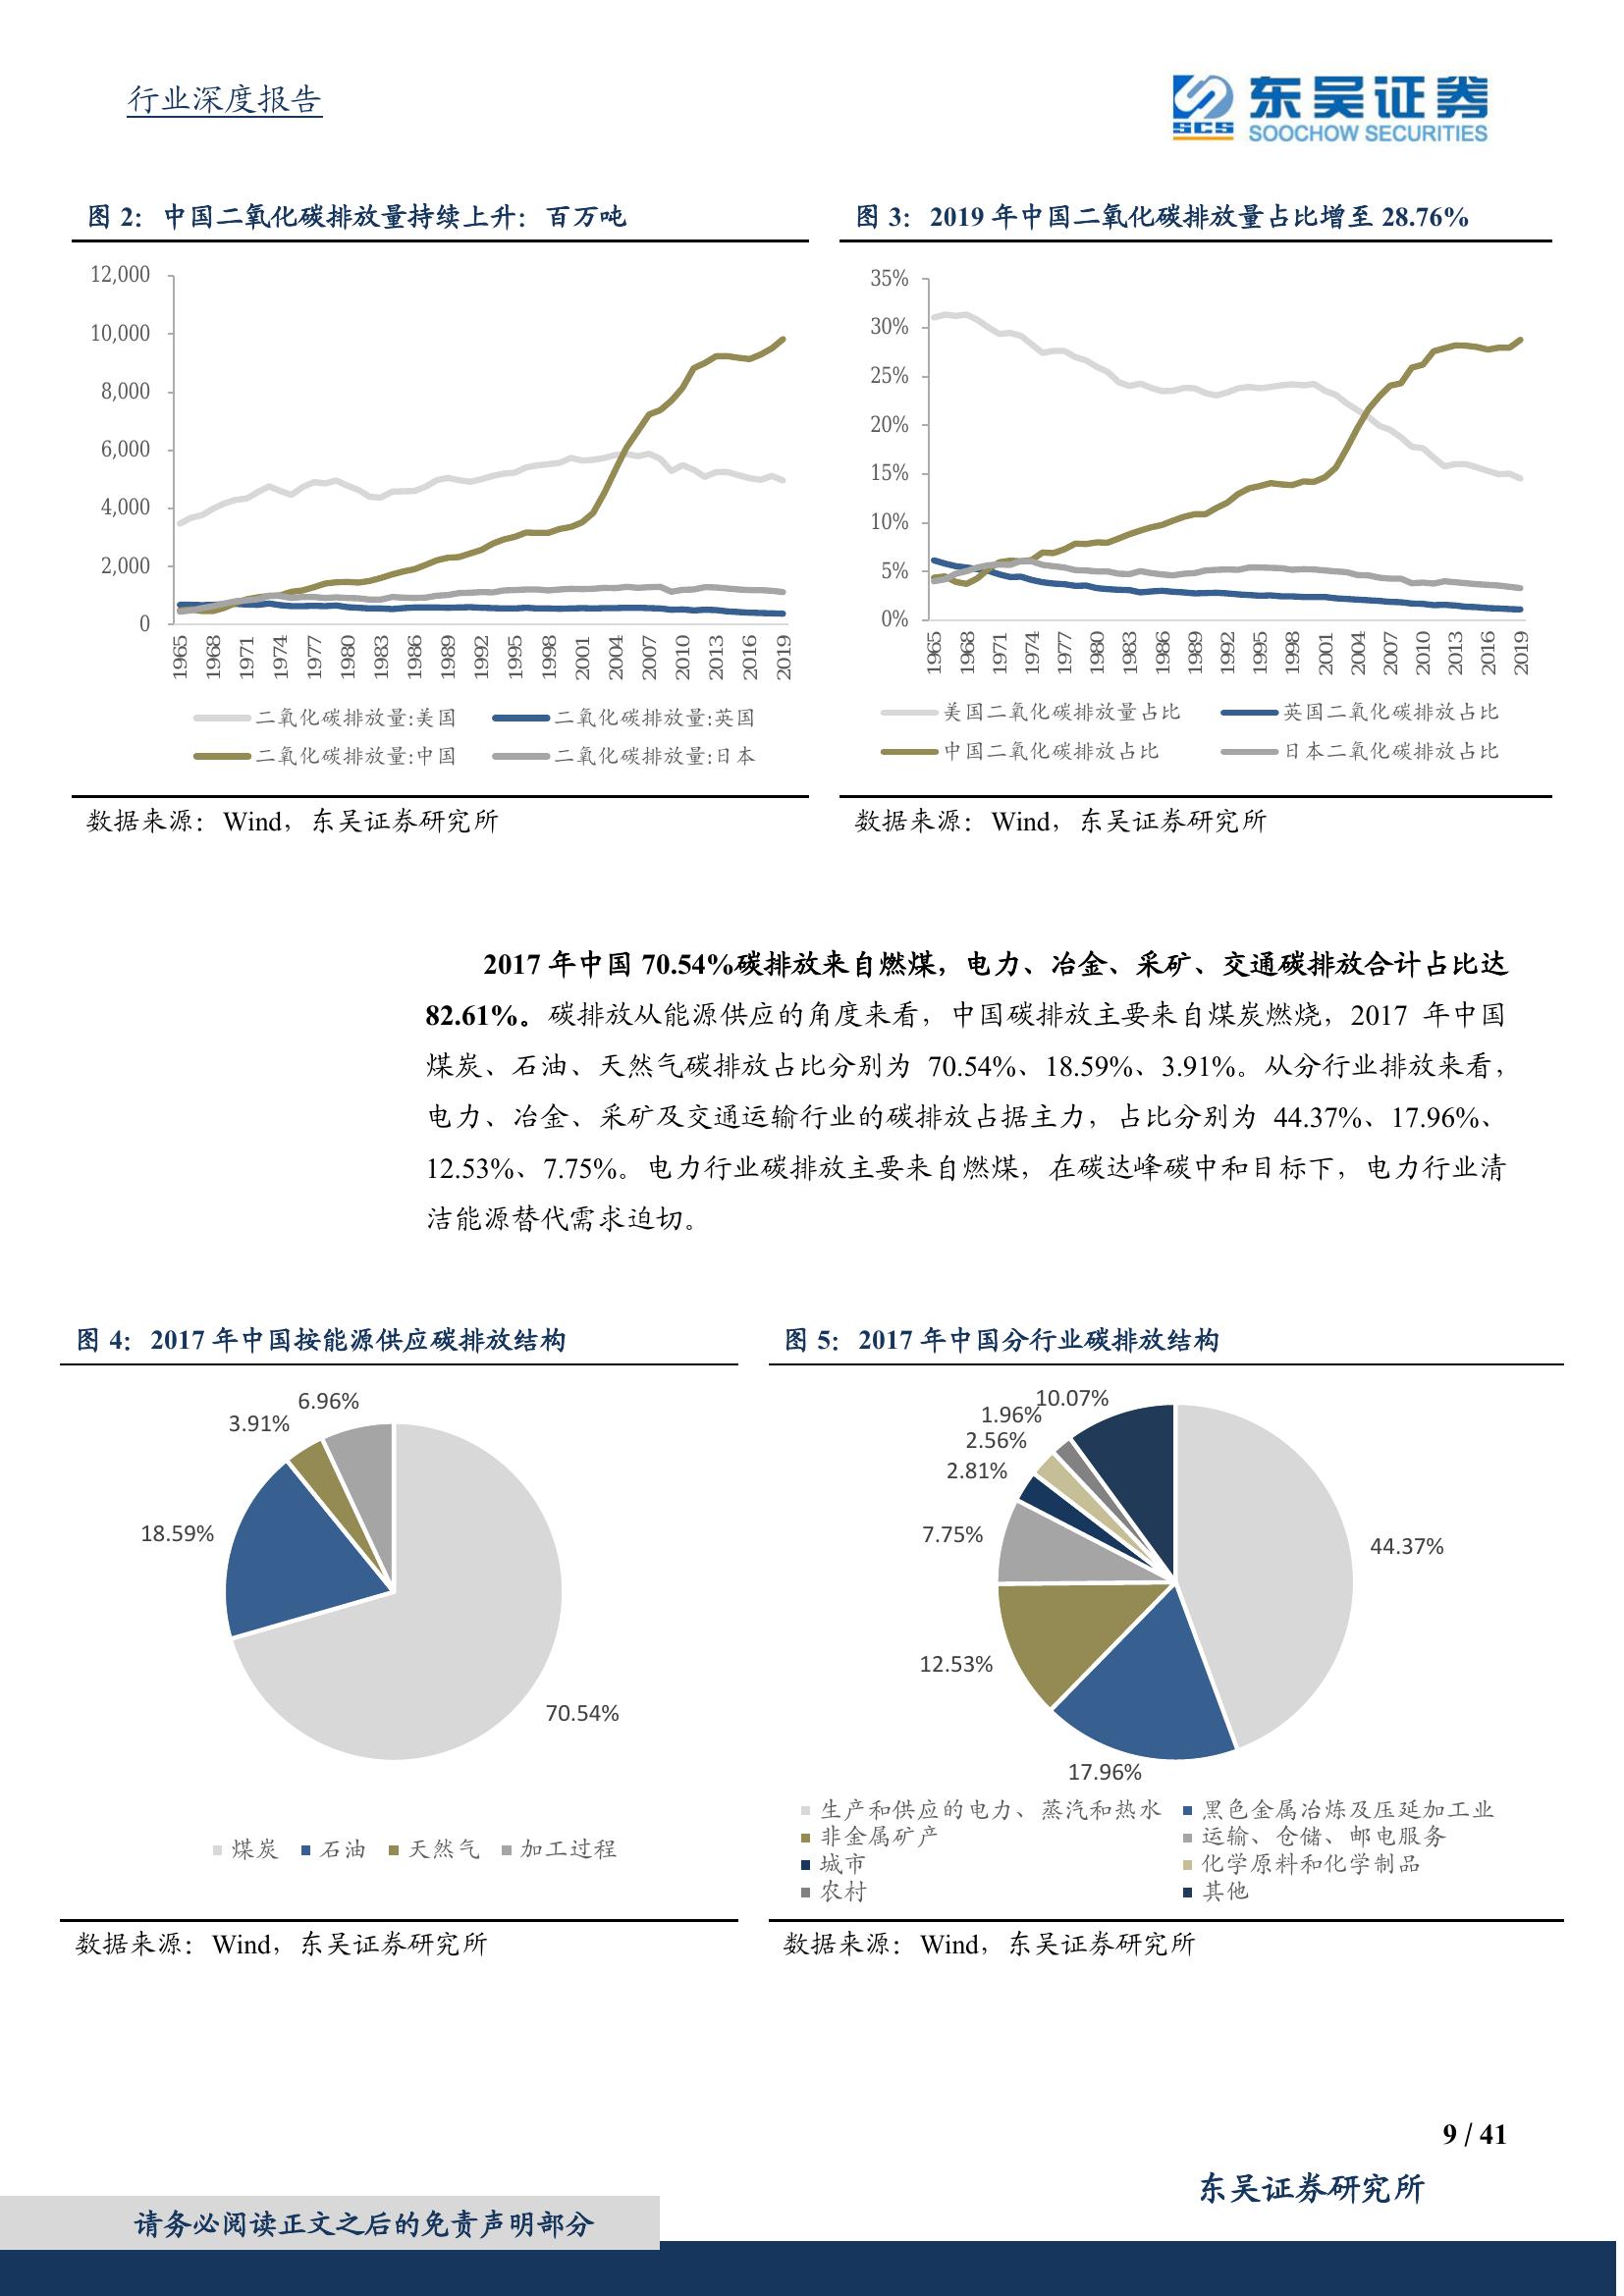 行业深度报告
SCS 东吴证券
SOOCHOW SECURITIES
图 2： 中国二氧化碳排放量持续上升：百万吨
12,000
10,000
8,000
6,000
4,000
2,000
0
1965 1968 1971 1974 1977 1980 1983 1986 1989 1992 1995 1998 2001 2004 2007 2010 2013 2016 2019
二氧化碳排放量:美国 二氧化碳排放量:英国
二氧化碳排放量:中国 二氧化碳排放量:日本
数据来源：Wind，东吴证券研究所
图 3： 2019 年中国二氧化碳排放量占比增至 28.76%
35%
30%
25%
20%
15%
10%
5%
0%
1965 1968 1971 1974 1977 1980 1983 1986 1989 1992 1995 1998 2001 2004 2007 2010 2013 2016 2019
美国二氧化碳排放量占比 英国二氧化碳排放占比
中国二氧化碳排放占比 日本二氧化碳排放占比
数据来源：Wind，东吴证券研究所
2017 年中国 70.54%碳排放来自燃煤，电力、冶金、采矿、交通碳排放合计占比达
82.61%。碳排放从能源供应的角度来看，中国碳排放主要来自煤炭燃烧，2017 年中国
煤炭、石油、天然气碳排放占比分别为 70.54%、18.59%、3.91%。从分行业排放来看，
电力、冶金、采矿及交通运输行业的碳排放占据主力，占比分别为 44.37%、17.96%、
12.53%、7.75%。电力行业碳排放主要来自燃煤，在碳达峰碳中和目标下，电力行业清
洁能源替代需求迫切。
图 4： 2017 年中国按能源供应碳排放结构
6.96%
3.91%
18.59%
70.54%
煤炭 石油 天然气 加工过程
数据来源：Wind，东吴证券研究所
图 5： 2017 年中国分行业碳排放结构
10.07%
1.96%
2.56%
2.81%
7.75%
44.37%
12.53%
17.96%
生产和供应的电力、蒸汽和热水 黑色金属冶炼及压延加工业
非金属矿产 运输、仓储、邮电服务
城市 化学原料和化学制品
农村 其他
数据来源：Wind，东吴证券研究所
9 / 41
东吴证券研究所
请务必阅读正文之后的免责声明部分